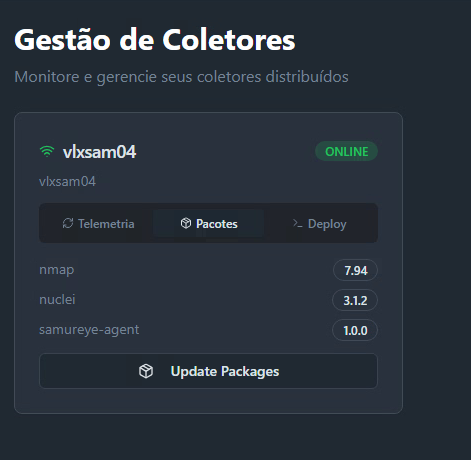 Gestão de Coletores
Monitore e gerencie seus coletores distribuídos
vlxsam04 ONLINE
vlxsam04
Telemetria Pacotes Deploy
nmap 7.94
nuclei 3.1.2
samureye-agent 1.0.0
Update Packages